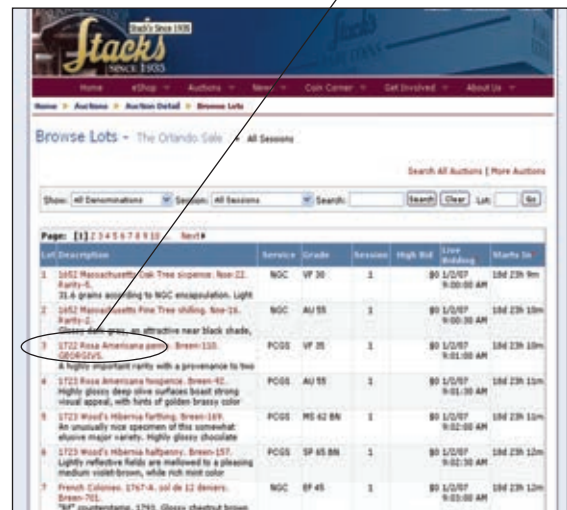 Stack's Since 1935
Stacks
SINCE 1935
Home eShop Auctions News Coin Corner Get Involved About Us
Home Auctions Auction Detail Browse Lots
Browse Lots - The Orlando Sale All Sessions
Search All Auctions | More Auctions
Show: All Denominations Session: All Sessions Search: Search Clear Lot: Go
Page: [1] 2 3 4 5 6 7 8 9 10 ... Next
Lot Description Service Grade Session High Bid Live Bidding Starts In
1 1652 Massachusetts Oak Tree sixpence. Noe-22. Rarity-5. NGC VF 30 1 $0 1/2/07 9:00:00 AM 18d 23h 9m
31.6 grains according to NGC encapsulation. Light
2 1652 Massachusetts Pine Tree shilling. Noe-16. Rarity-2. NGC AU 55 1 $0 1/2/07 9:00:30 AM 18d 23h 10m
Glossy dark gray, an attractive near black shade,
3 1722 Rosa Americana penny. Breen-110. GEORGIVS. PCGS VF 35 1 $0 1/2/07 9:01:00 AM 18d 23h 10m
A highly important rarity with a provenance to two
4 1723 Rosa Americana twopence. Breen-92. PCGS AU 55 1 $0 1/2/07 9:01:30 AM 18d 23h 11m
Highly glossy deep olive surfaces boast strong
visual appeal, with hints of golden brassy color
5 1723 Wood's Hibernia farthing. Breen-169. PCGS MS 62 BN 1 $0 1/2/07 9:02:00 AM 18d 23h 11m
An unusually nice specimen of this somewhat
elusive major variety. Highly glossy chocolate
6 1723 Wood's Hibernia halfpenny. Breen-157. PCGS SP 65 BN 1 $0 1/2/07 9:02:30 AM 18d 23h 12m
Lightly reflective fields are mellowed to a pleasing
medium violet-brown, while rich mint color
7 French Colonies. 1767-A. sol de 12 deniers. Breen-701. NGC EF 45 1 $0 1/2/07 9:03:00 AM 18d 23h 12m
"RF" counterstamp, 1793. Glossy chestnut brown